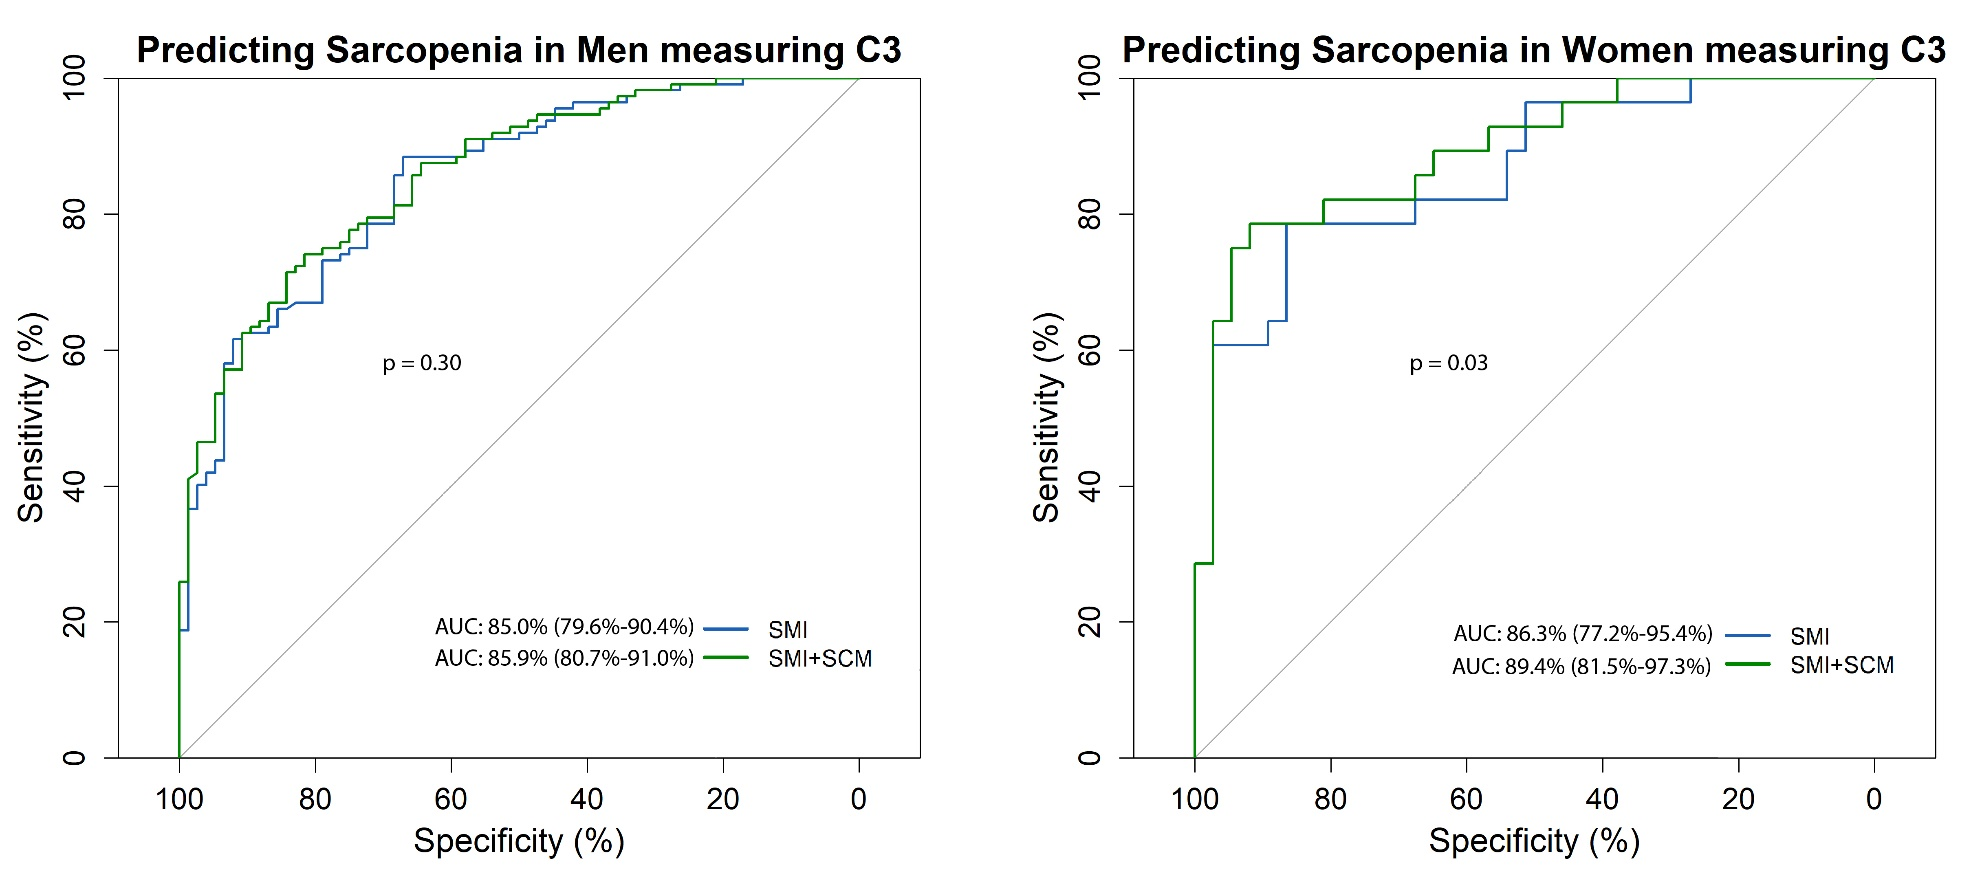 Predicting Sarcopenia in Men measuring C3
100
80
60
40
20
0
Sensitivity (%)
p = 0.30
AUC: 85.0% (79.6%-90.4%) SMI
AUC: 85.9% (80.7%-91.0%) SMI+SCM
100 80 60 40 20 0
Specificity (%)
Predicting Sarcopenia in Women measuring C3
100
80
60
40
20
0
Sensitivity (%)
p = 0.03
AUC: 86.3% (77.2%-95.4%) SMI
AUC: 89.4% (81.5%-97.3%) SMI+SCM
100 80 60 40 20 0
Specificity (%)